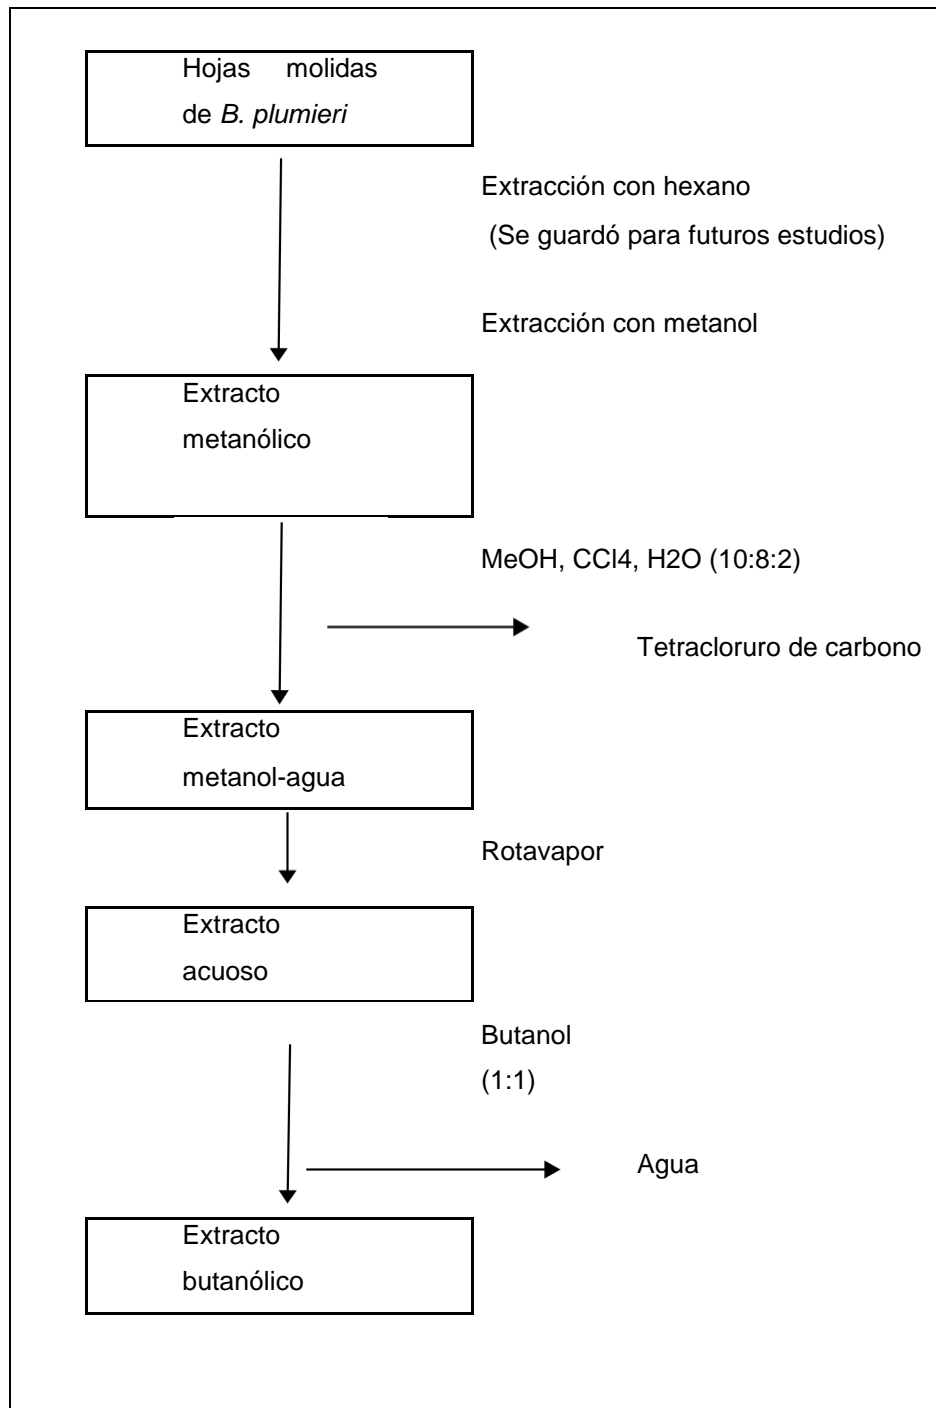 Hojas molidas
de B. plumieri
Extracción con hexano
(Se guardó para futuros estudios)
Extracción con metanol
Extracto
metanólico
MeOH, CCl4, H2O (10:8:2)
Tetracloruro de carbono
Extracto
metanol-agua
Rotavapor
Extracto
acuoso
Butanol
(1:1)
Agua
Extracto
butanólico